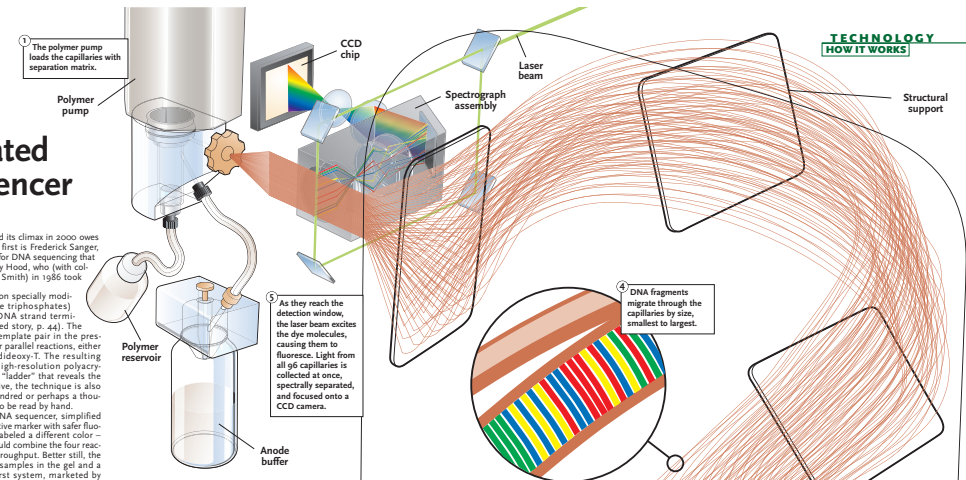 TECHNOLOGY
HOW IT WORKS
1
The polymer pump
loads the capillaries with
separation matrix.
CCD
chip
Laser
beam
Polymer
pump
Spectrograph
assembly
Structural
support
d its climax in 2000 owes
first is Frederick Sanger,
for DNA sequencing that
y Hood, who (with col-
Smith) in 1986 took
on specially modi-
e triphosphates)
DNA strand termi-
ed story, p. 44). The
emplate pair in the pres-
r parallel reactions, either
dideoxy-T. The resulting
igh-resolution polyacry-
"ladder" that reveals the
ve, the technique is also
ndred or perhaps a thou-
o be read by hand.
NA sequencer, simplified
tive marker with safer fluo-
abeled a different color –
uld combine the four reac-
roughput. Better still, the
samples in the gel and a
rst system, marketed by
Polymer
reservoir
5
As they reach the
detection window,
the laser beam excites
the dye molecules,
causing them to
fluoresce. Light from
all 96 capillaries is
collected at once,
spectrally separated,
and focused onto a
CCD camera.
4
DNA fragments
migrate through the
capillaries by size,
smallest to largest.
Anode
buffer